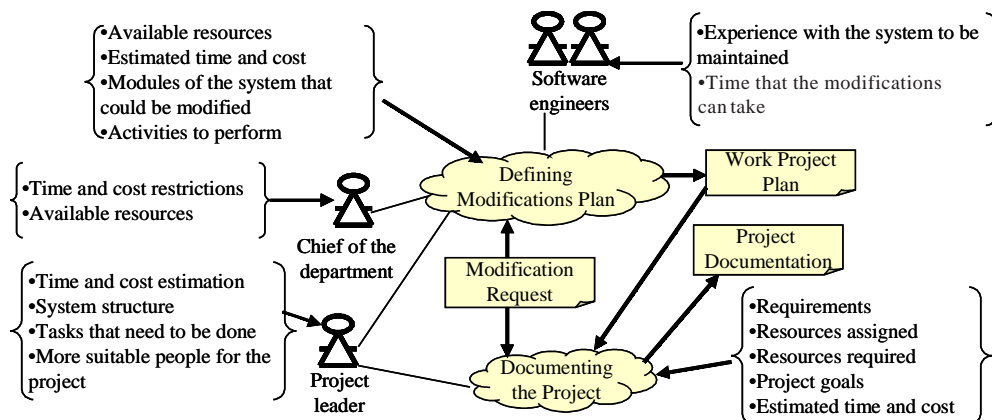 •Available resources
•Estimated time and cost
•Modules of the system that
could be modified
•Activities to perform
Software
engineers
•Experience with the system to be
maintained
•Time that the modifications
can take
Defining
Modifications Plan
Work Project
Plan
•Time and cost restrictions
•Available resources
Chief of the
department
Project
Documentation
Modification
Request
•Time and cost estimation
•System structure
•Tasks that need to be done
•More suitable people for the
project
Project
leader
Documenting
the Project
•Requirements
•Resources assigned
•Resources required
•Project goals
•Estimated time and cost